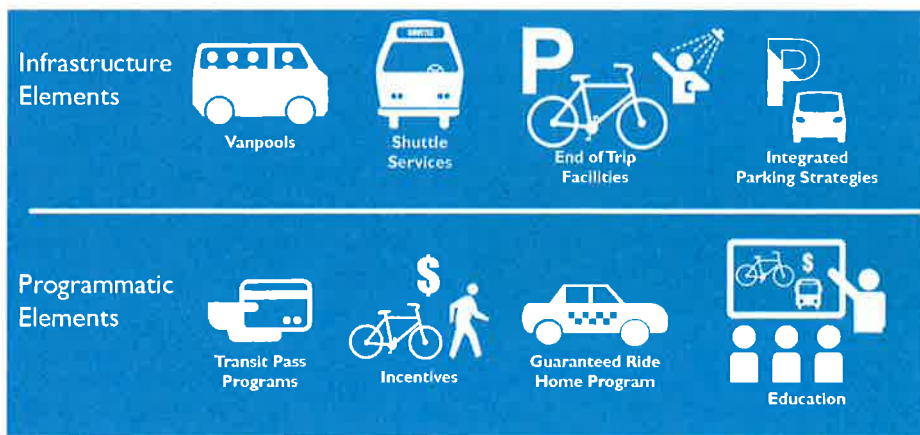 Infrastructure
Elements
Vanpools
SHUTTLE
Shuttle
Services
P
End of Trip
Facilities
P
Integrated
Parking Strategies
Programmatic
Elements
Transit Pass
Programs
$
Incentives
Guaranteed Ride
Home Program
$
Education